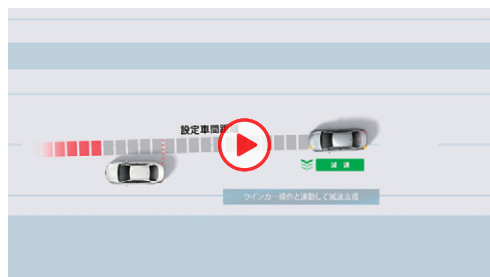 設定車間距離
減速
ウインカー操作と連動して減速支援